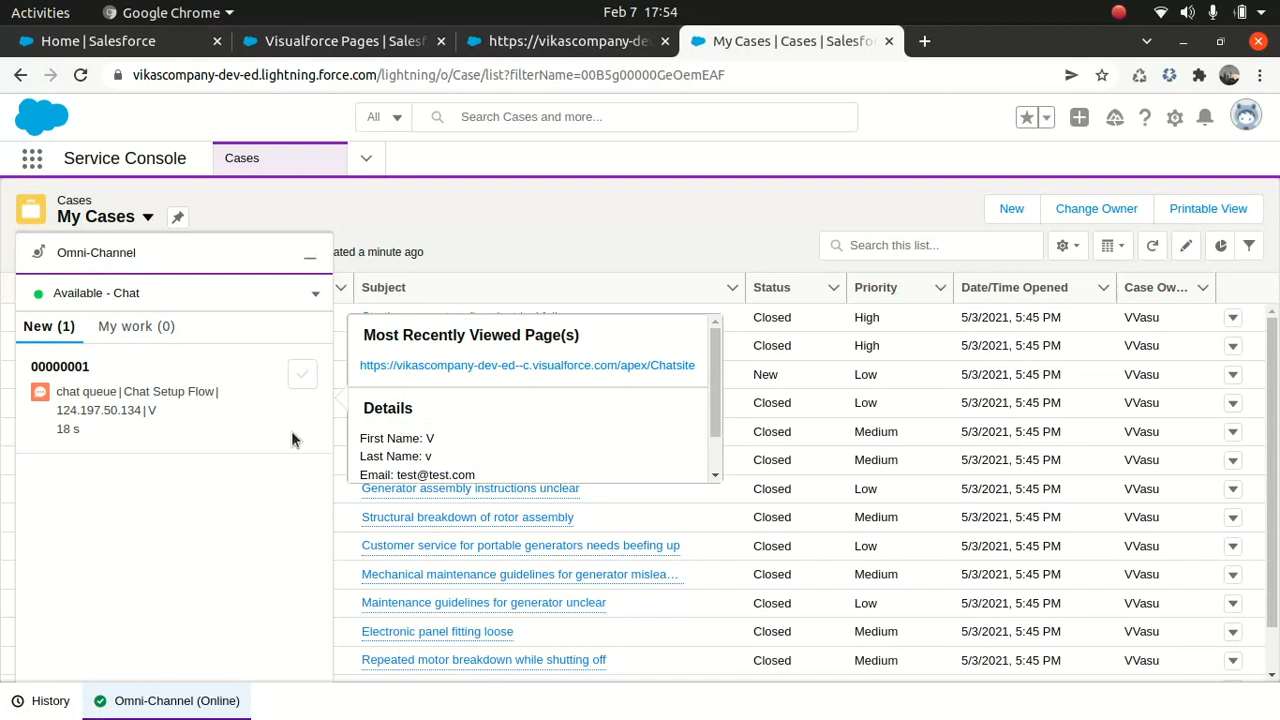 Activities
Google Chrome
Feb 7 17:54
Home | Salesforce
Visualforce Pages | Salesf
https://vikascompany-de
My Cases | Cases | Salesfo
vikascompany-dev-ed.lightning.force.com/lightning/o/Case/list?filterName=00B5g00000GeOemEAF
All
Search Cases and more...
Service Console
Cases
Cases
My Cases
New
Change Owner
Printable View
Omni-Channel
ated a minute ago
Search this list...
Available - Chat
Subject
Status
Priority
Date/Time Opened
Case Ow...
New (1)
My work (0)
00000001
chat queue|Chat Setup Flow|
124.197.50.134|V
18 s
Most Recently Viewed Page(s)
https://vikascompany-dev-ed--c.visualforce.com/apex/Chatsite
Details
First Name: V
Last Name: v
Email: test@test.com
Closed High 5/3/2021, 5:45 PM VVasu
Closed High 5/3/2021, 5:45 PM VVasu
New Low 5/3/2021, 5:45 PM VVasu
Closed Low 5/3/2021, 5:45 PM VVasu
Closed Medium 5/3/2021, 5:45 PM VVasu
Closed Medium 5/3/2021, 5:45 PM VVasu
Generator assembly instructions unclear Closed Low 5/3/2021, 5:45 PM VVasu
Structural breakdown of rotor assembly Closed Medium 5/3/2021, 5:45 PM VVasu
Customer service for portable generators needs beefing up Closed Low 5/3/2021, 5:45 PM VVasu
Mechanical maintenance guidelines for generator mislea... Closed Medium 5/3/2021, 5:45 PM VVasu
Maintenance guidelines for generator unclear Closed Low 5/3/2021, 5:45 PM VVasu
Electronic panel fitting loose Closed Medium 5/3/2021, 5:45 PM VVasu
Repeated motor breakdown while shutting off Closed Medium 5/3/2021, 5:45 PM VVasu
History
Omni-Channel (Online)